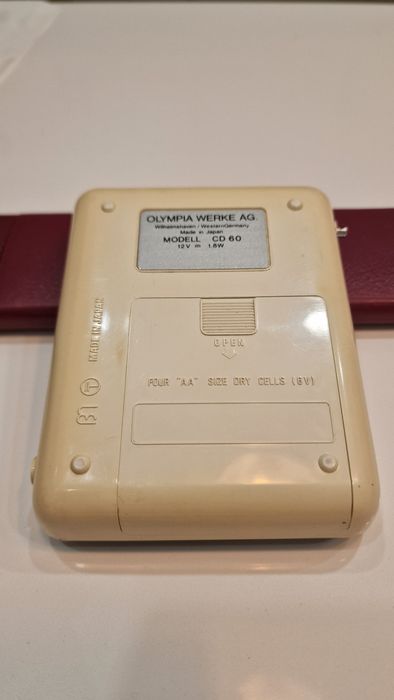 OLYMPIA WERKE AG.
Wilhelmshaven / WesternGermany
Made in Japan
MODELL CD 60
12V ⎓ 1.8W
OPEN
FOUR "AA" SIZE DRY CELLS (6V)
MADE IN JAPAN